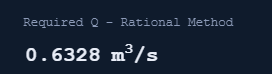 Required Q – Rational Method
0.6328 m³/s